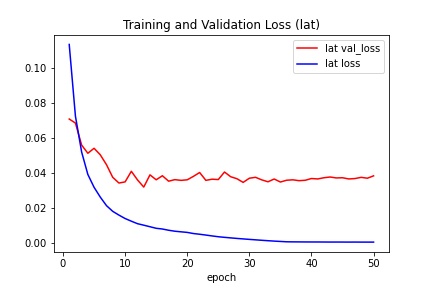 Training and Validation Loss (lat)
lat val_loss
lat loss
0.10
0.08
0.06
0.04
0.02
0.00
0 10 20 30 40 50
epoch